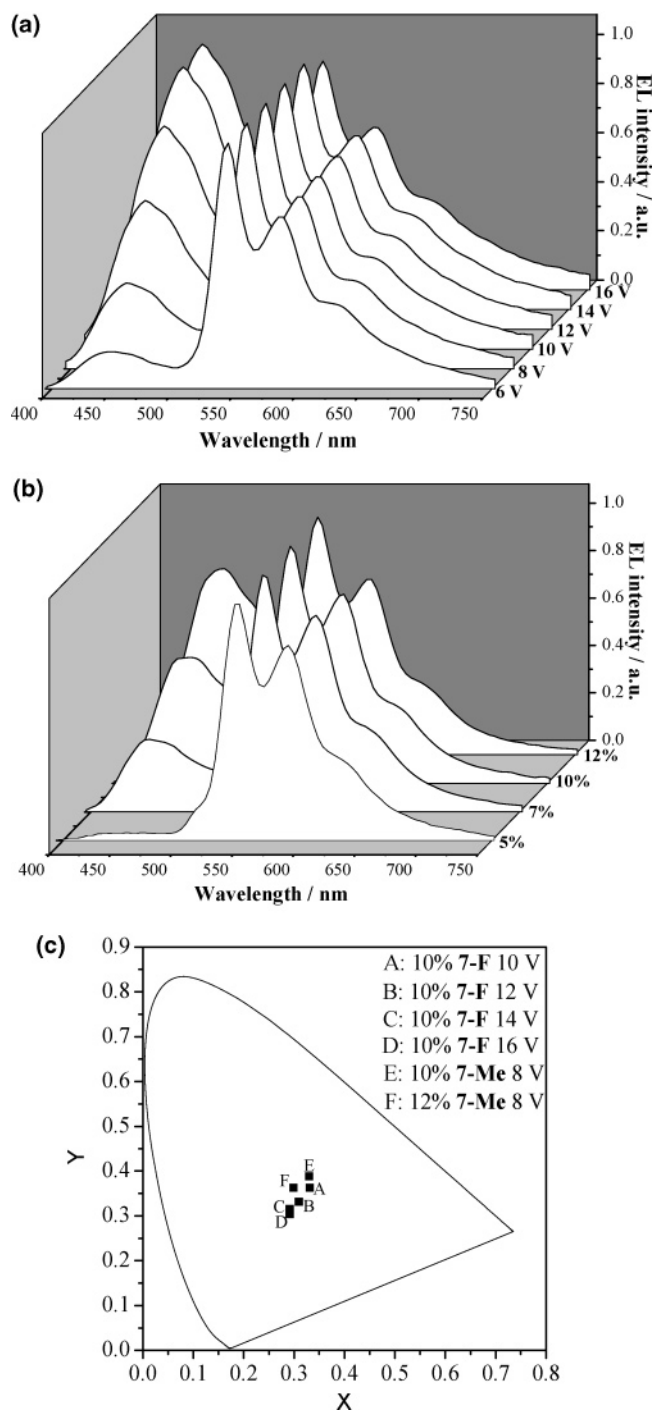 (a)
1.0
0.8
0.6
0.4
0.2
0.0
EL intensity / a.u.
16 V
14 V
12 V
10 V
8 V
6 V
400 450 500 550 600 650 700 750
Wavelength / nm
(b)
1.0
0.8
0.6
0.4
0.2
0.0
EL intensity / a.u.
12%
10%
7%
5%
400 450 500 550 600 650 700 750
Wavelength / nm
(c)
0.9
0.8
0.7
0.6
0.5
0.4
0.3
0.2
0.1
0.0
Y
A: 10% 7-F 10 V
B: 10% 7-F 12 V
C: 10% 7-F 14 V
D: 10% 7-F 16 V
E: 10% 7-Me 8 V
F: 12% 7-Me 8 V
E
F A
C B
D
0.0 0.1 0.2 0.3 0.4 0.5 0.6 0.7 0.8
X